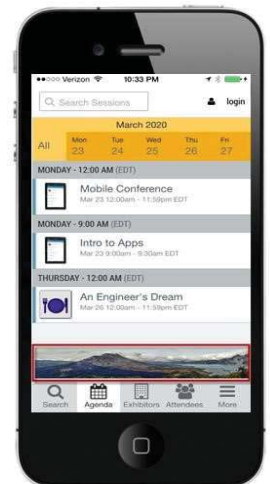 Verizon 10:33 PM
Search Sessions login
March 2020
All Mon 23 Tue 24 Wed 25 Thu 26 Fri 27
MONDAY - 12:00 AM (EDT)
Mobile Conference
Mar 23 12:00am - 11:59pm EDT
MONDAY - 9:00 AM (EDT)
Intro to Apps
Mar 23 9:00am - 9:30am EDT
THURSDAY - 12:00 AM (EDT)
An Engineer's Dream
Mar 26 12:00am - 11:59pm EDT
Search Agenda Exhibitors Attendees More